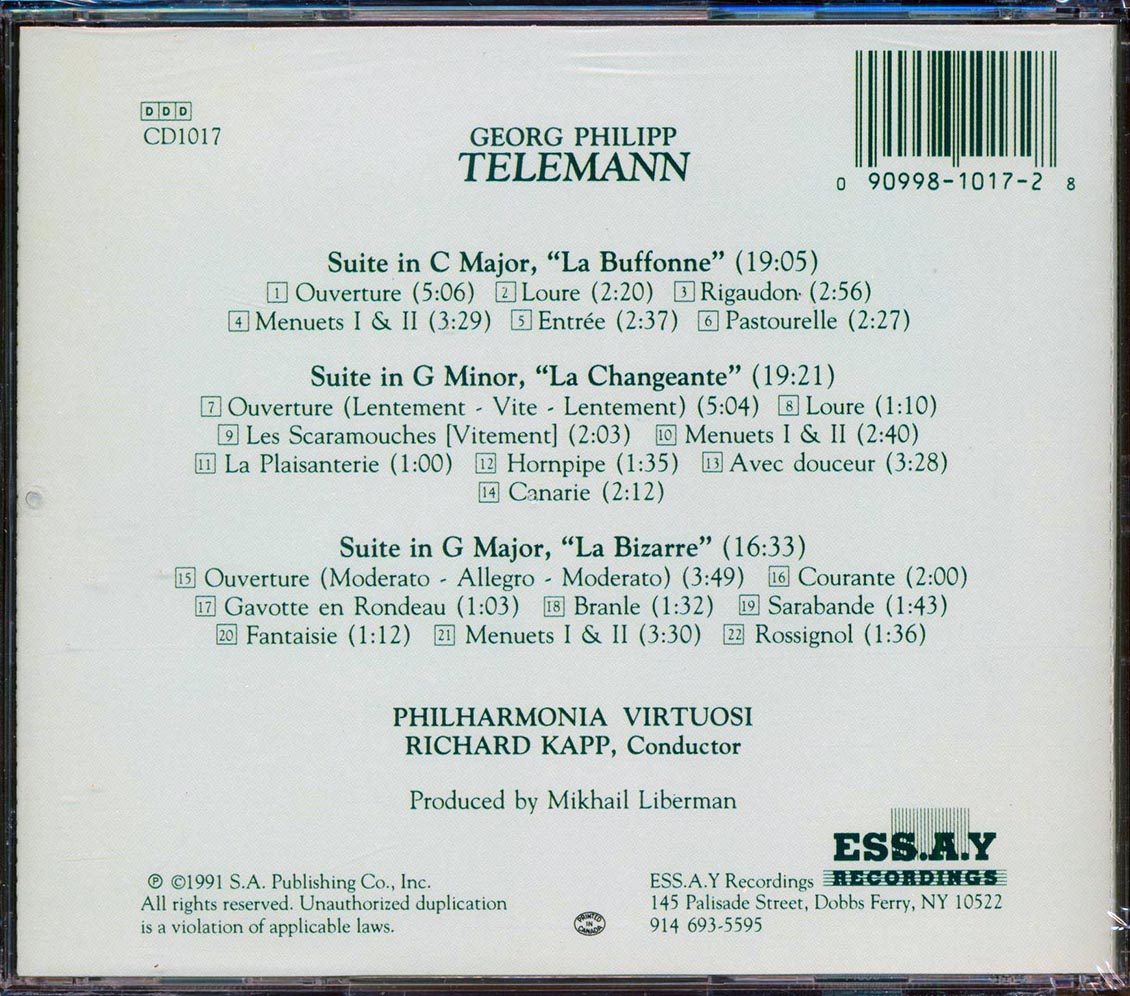 DDD
CD1017
GEORG PHILIPP
TELEMANN
0 90998-1017-2 8
Suite in C Major, “La Buffonne” (19:05)
1 Ouverture (5:06) 2 Loure (2:20) 3 Rigaudon (2:56)
4 Menuets I & II (3:29) 5 Entrée (2:37) 6 Pastourelle (2:27)
Suite in G Minor, “La Changeante” (19:21)
7 Ouverture (Lentement - Vite - Lentement) (5:04) 8 Loure (1:10)
9 Les Scaramouches [Vitement] (2:03) 10 Menuets I & II (2:40)
11 La Plaisanterie (1:00) 12 Hornpipe (1:35) 13 Avec douceur (3:28)
14 Canarie (2:12)
Suite in G Major, “La Bizarre” (16:33)
15 Ouverture (Moderato - Allegro - Moderato) (3:49) 16 Courante (2:00)
17 Gavotte en Rondeau (1:03) 18 Branle (1:32) 19 Sarabande (1:43)
20 Fantaisie (1:12) 21 Menuets I & II (3:30) 22 Rossignol (1:36)
PHILHARMONIA VIRTUOSI
RICHARD KAPP, Conductor
Produced by Mikhail Liberman
ESS.A.Y
RECORDINGS
℗ ©1991 S.A. Publishing Co., Inc.
All rights reserved. Unauthorized duplication
is a violation of applicable laws.
PRINTED
IN
CANADA
ESS.A.Y Recordings
145 Palisade Street, Dobbs Ferry, NY 10522
914 693-5595